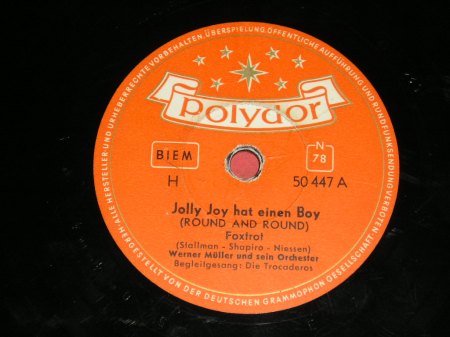 ALLE HERSTELLER- UND URHEBERRECHTE VORBEHALTEN. ÜBERSPIELUNG, ÖFFENTLICHE AUFFÜHRUNG UND RUNDFUNKSENDUNG VERBOTEN.
polydor
BIEM
N
78
H
50 447 A
Jolly Joy hat einen Boy
(ROUND AND ROUND)
Foxtrot
(Stallman - Shapiro - Niessen)
Werner Müller und sein Orchester
Begleitgesang: Die Trocaderos
HERGESTELLT VON DER DEUTSCHEN GRAMMOPHON GESELLSCHAFT